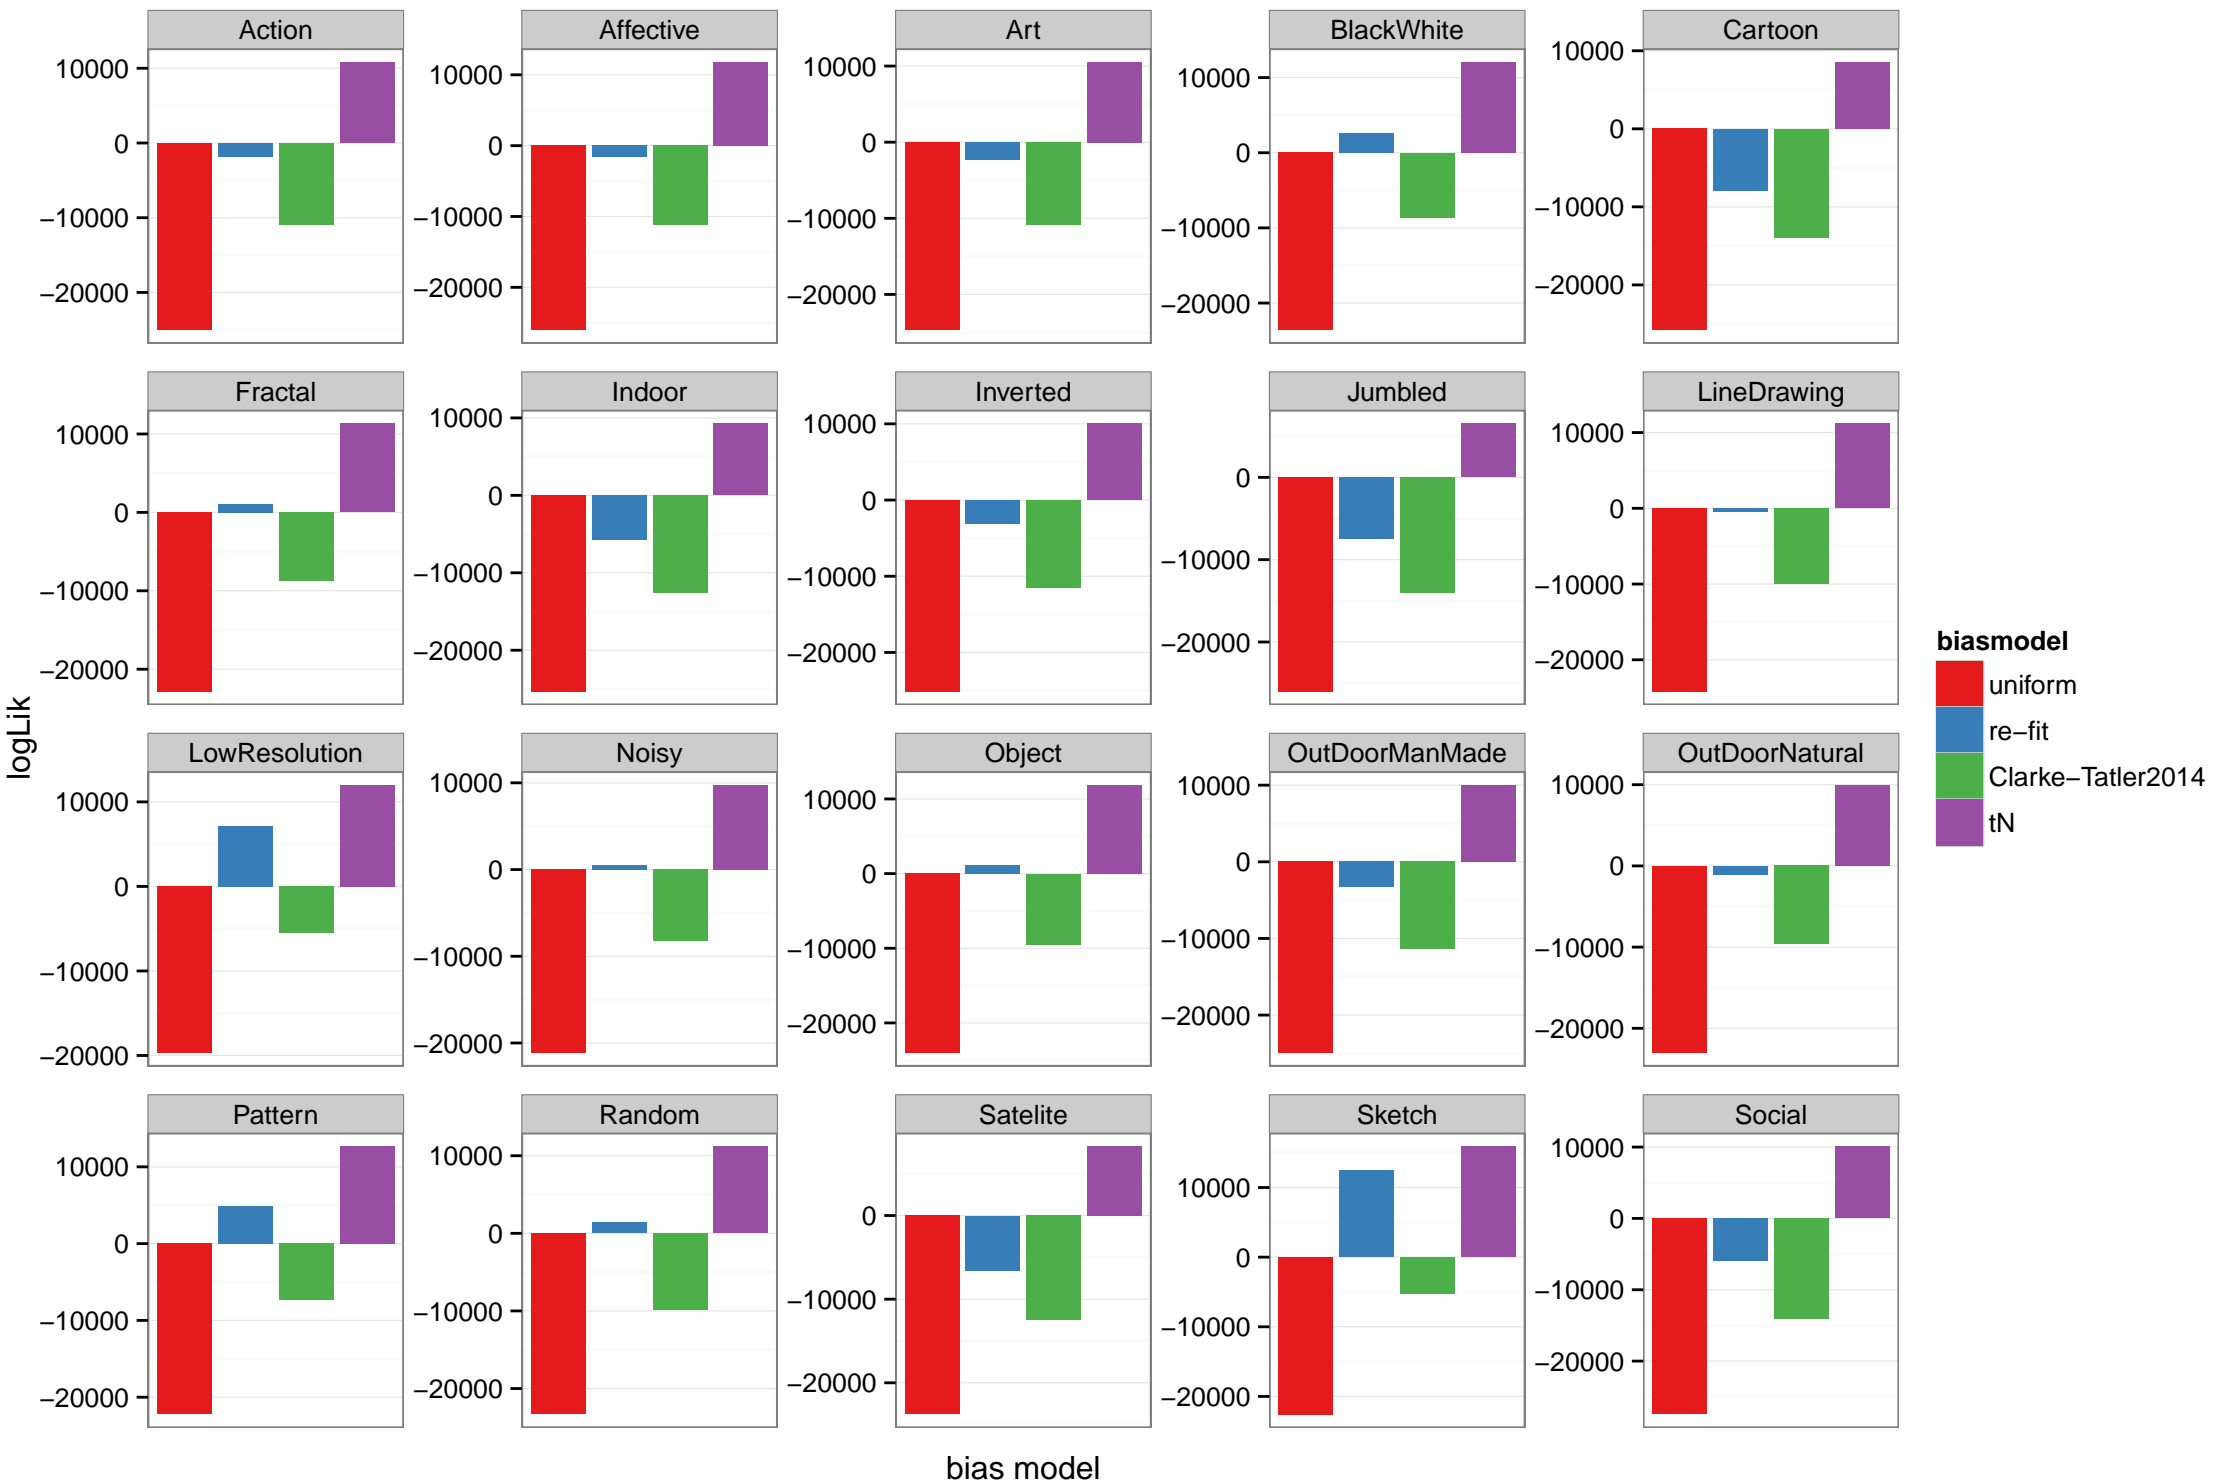 Action Affective Art BlackWhite Cartoon
10000 0 −10000 −20000
10000 0 −10000 −20000
10000 0 −10000 −20000
10000 0 −10000 −20000
10000 0 −10000 −20000
Fractal Indoor Inverted Jumbled LineDrawing
10000 0 −10000 −20000
10000 0 −10000 −20000
10000 0 −10000 −20000
0 −10000 −20000
10000 0 −10000 −20000
LowResolution Noisy Object OutDoorManMade OutDoorNatural
10000 0 −10000 −20000
10000 0 −10000 −20000
10000 0 −10000 −20000
10000 0 −10000 −20000
10000 0 −10000 −20000
Pattern Random Satelite Sketch Social
10000 0 −10000 −20000
10000 0 −10000 −20000
0 −10000 −20000
10000 0 −10000 −20000
10000 0 −10000 −20000
logLik
bias model
biasmodel
uniform
re−fit
Clarke−Tatler2014
tN